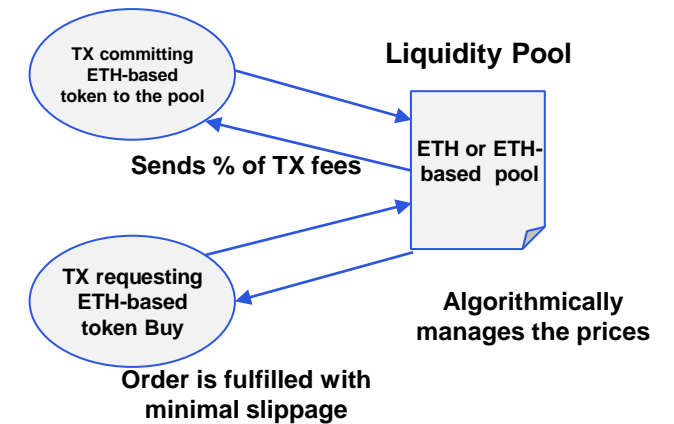 TX committing
ETH-based
token to the pool
Liquidity Pool
ETH or ETH-
based pool
Sends % of TX fees
TX requesting
ETH-based
token Buy
Algorithmically
manages the prices
Order is fulfilled with
minimal slippage